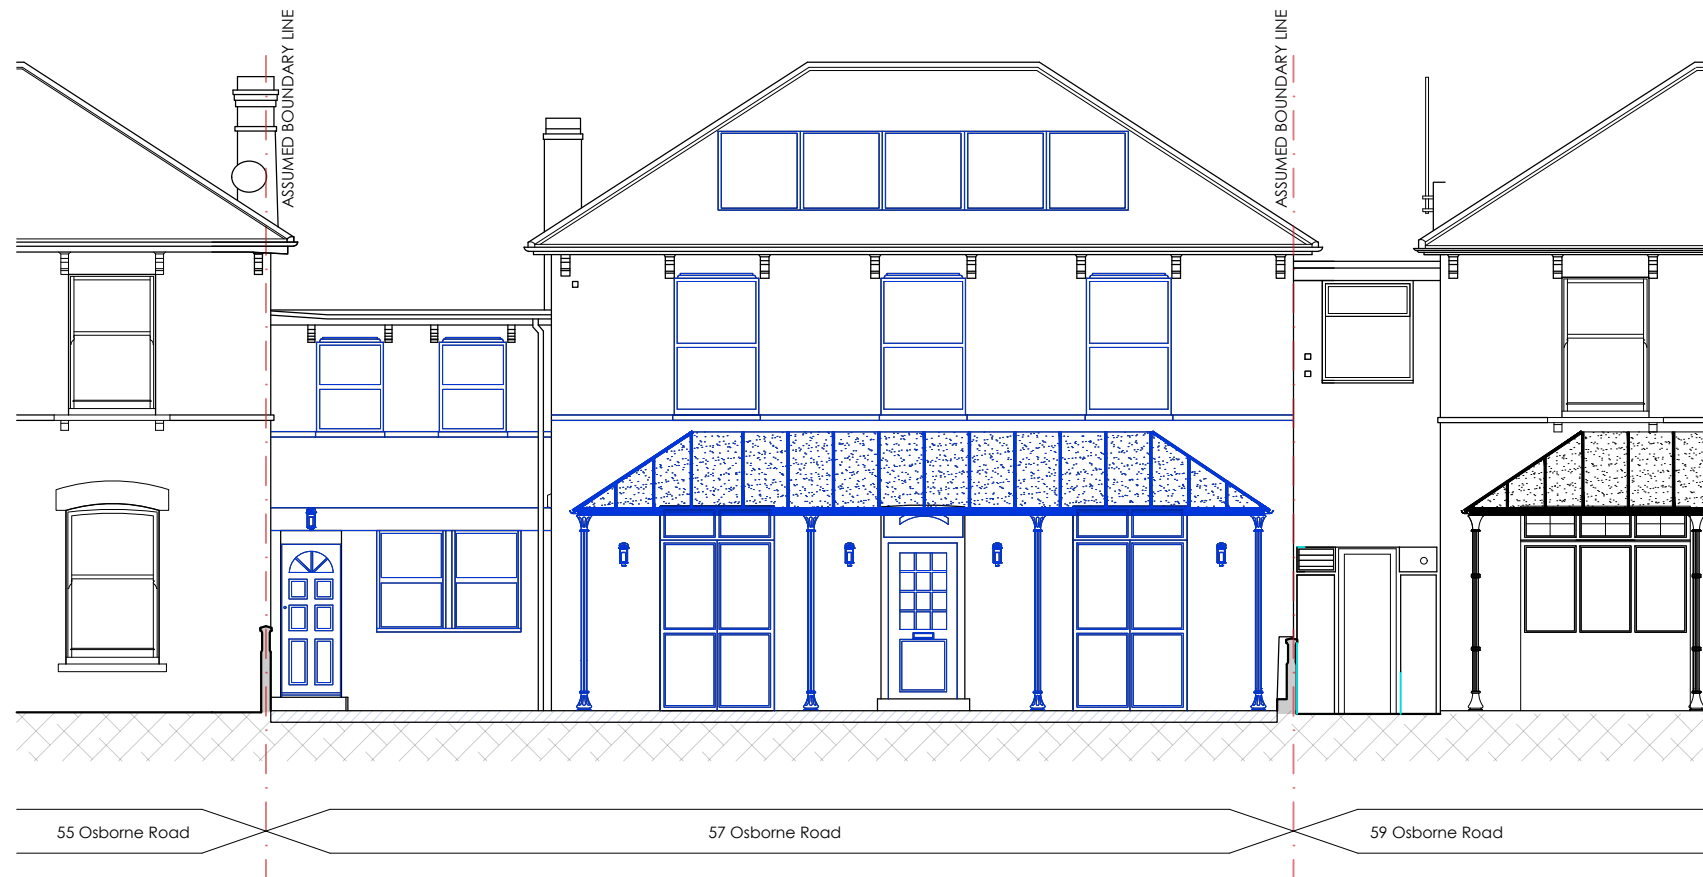 ASSUMED BOUNDARY LINE
ASSUMED BOUNDARY LINE
55 Osborne Road
57 Osborne Road
59 Osborne Road